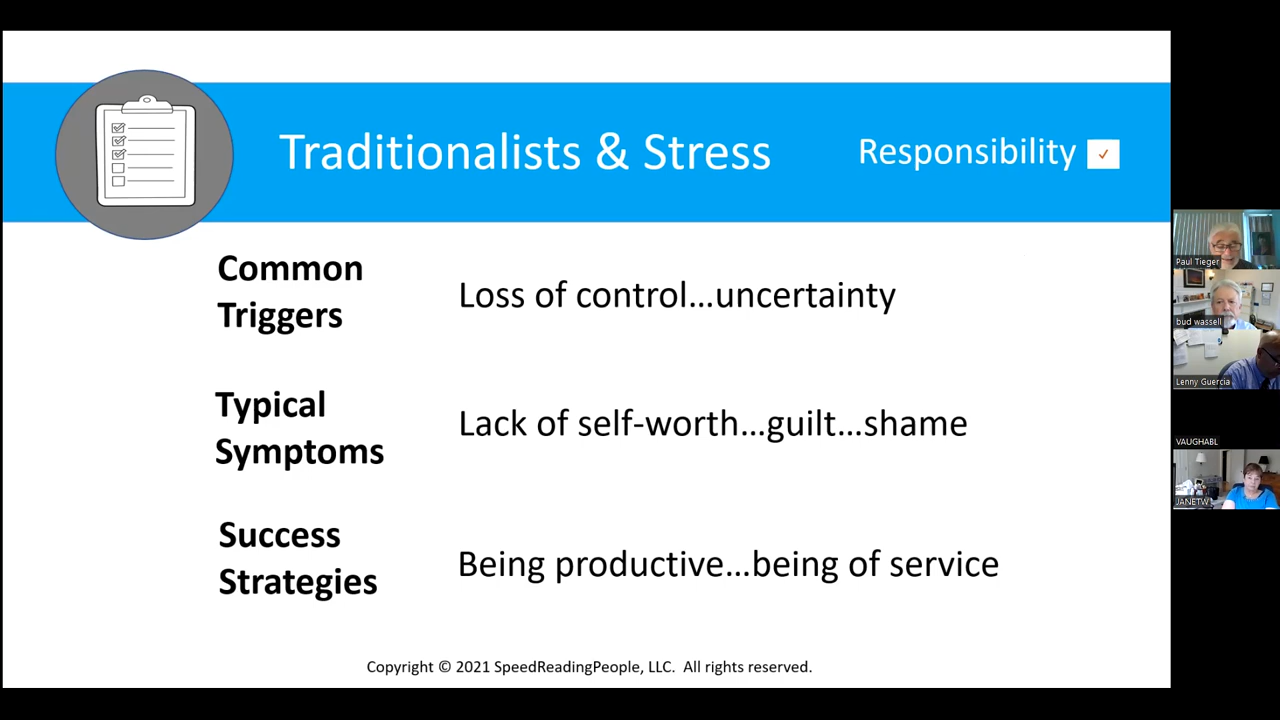 Traditionalists & Stress
Responsibility
Common
Triggers
Loss of control...uncertainty
Typical
Symptoms
Lack of self-worth...guilt...shame
Success
Strategies
Being productive...being of service
Copyright © 2021 SpeedReadingPeople, LLC. All rights reserved.
Paul Tieger
bud wassell
Lenny Guercia
VAUGHABL
JANETW